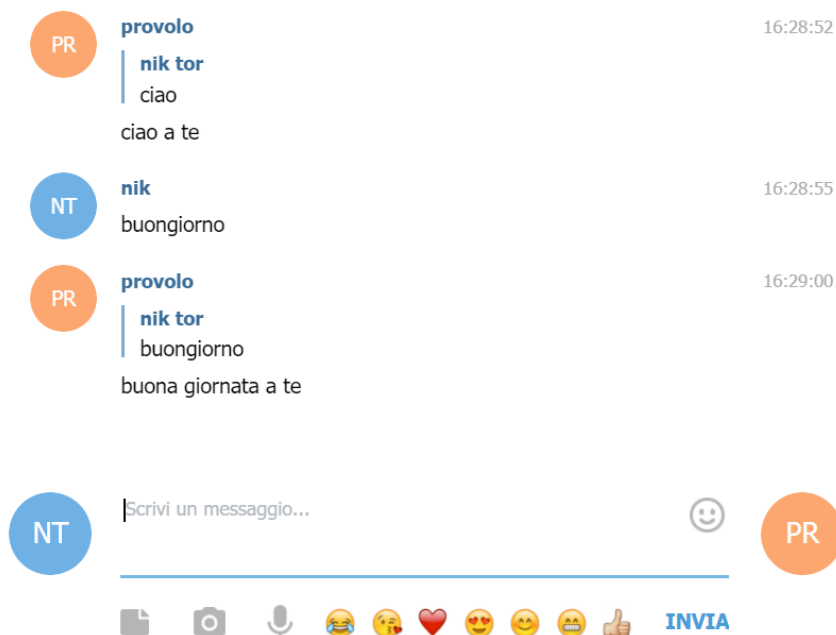 PR
provolo
16:28:52
nik tor
ciao
ciao a te
NT
nik
16:28:55
buongiorno
PR
provolo
16:29:00
nik tor
buongiorno
buona giornata a te
NT
Scrivi un messaggio...
PR
INVIA